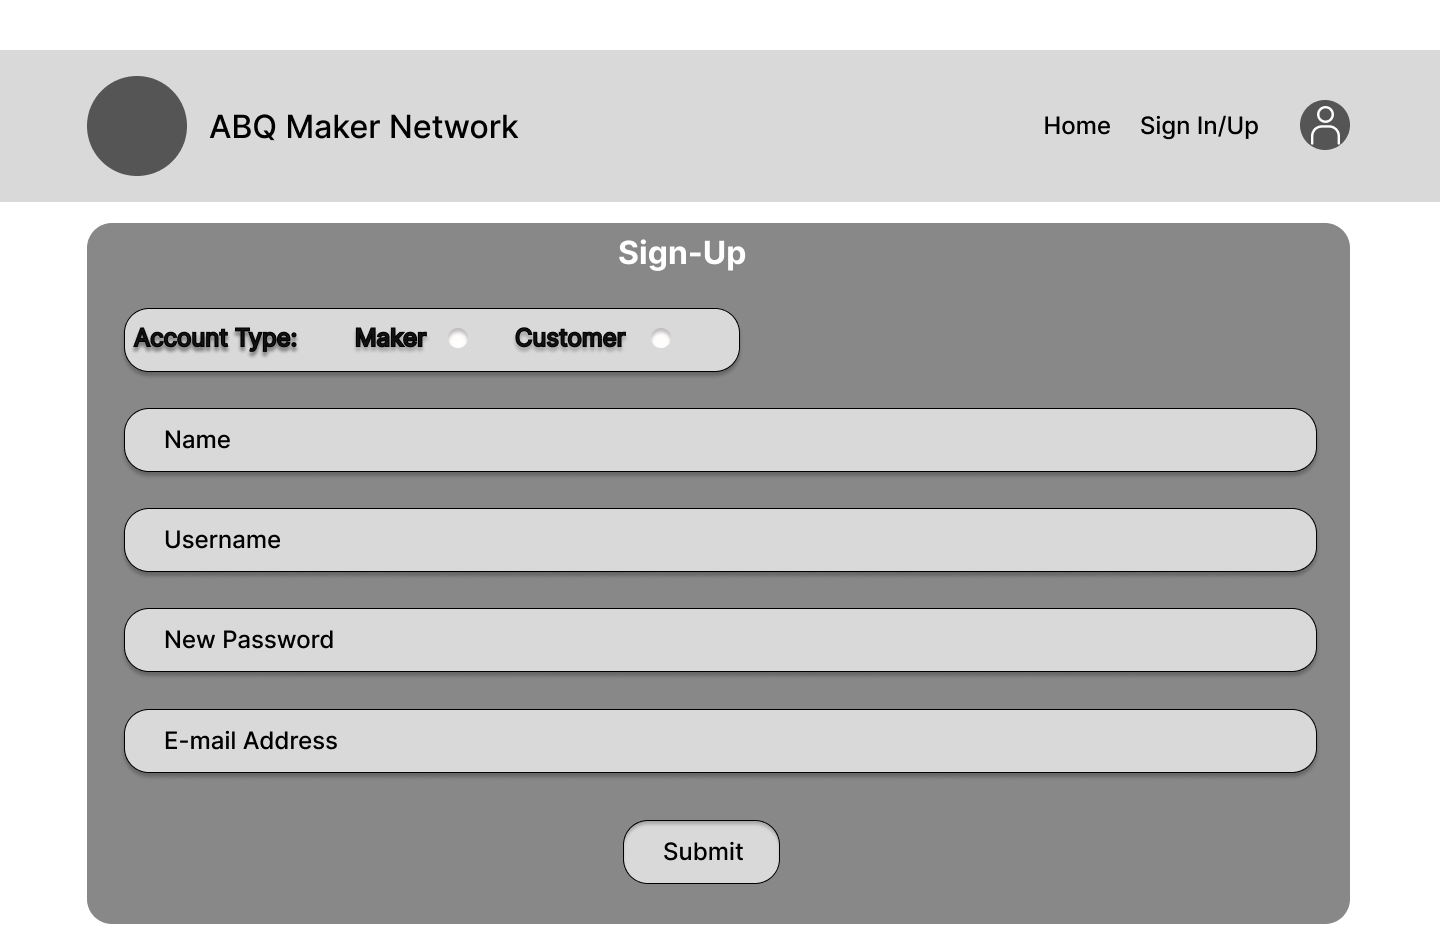 ABQ Maker Network Home Sign In/Up
Sign-Up
Account Type: Maker Customer
Name
Username
New Password
E-mail Address
Submit